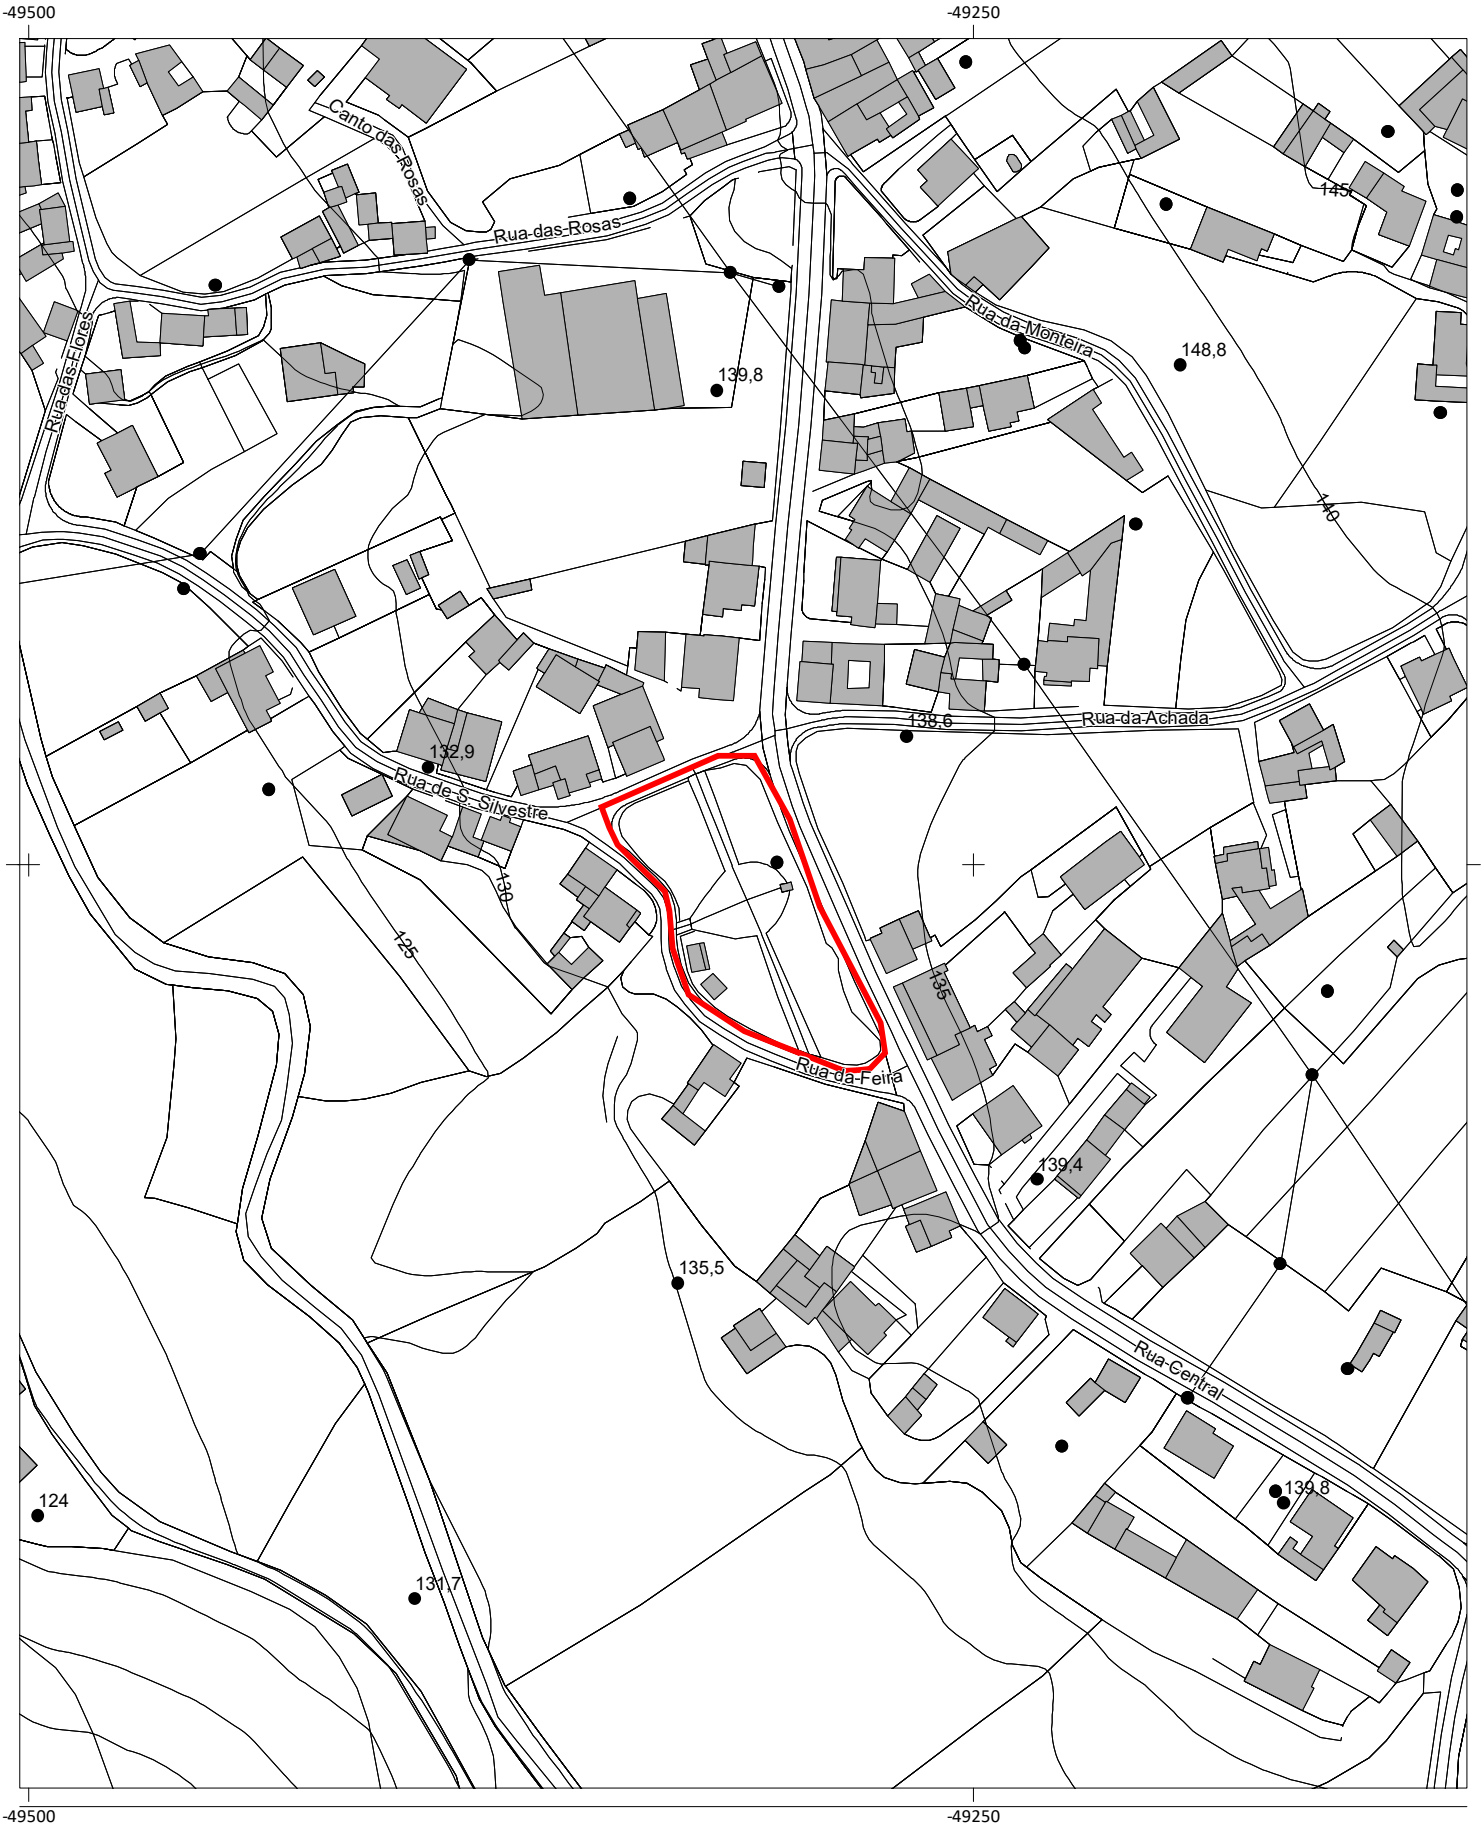 -49500
-49250
Canto das Rosas
145
Rua das Rosas
Rua da Monteira
Rua das Flores
148,8
139,8
140
Rua da Achada
138,6
132,9
Rua de S. Silvestre
130
125
135
Rua da Feira
139,4
135,5
Rua Central
139,8
124
131,7
-49500
-49250